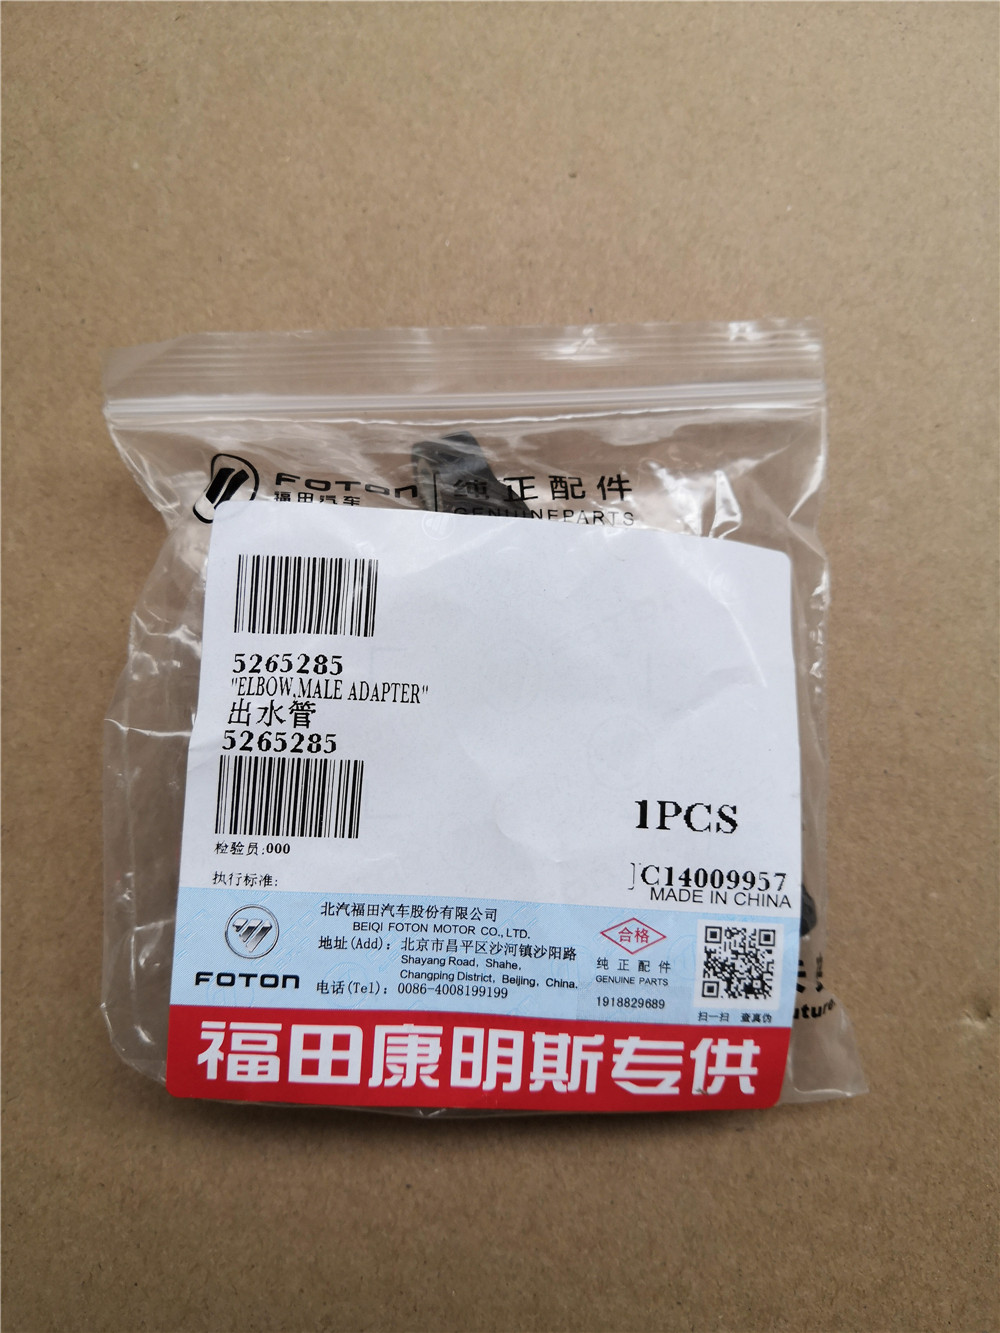 FOTON
福田汽车
纯正配件
GENUINEPARTS
5265285
"ELBOW,MALE ADAPTER"
出水管
5265285
检验员:000
执行标准:
1PCS
JC14009957
MADE IN CHINA
FOTON
北汽福田汽车股份有限公司
BEIQI FOTON MOTOR CO.,LTD.
地址(Add): 北京市昌平区沙河镇沙阳路
Shayang Road, Shahe,
Changping District, Beijing, China.
电话(Tel): 0086-4008199199
合格
纯正配件
GENUINE PARTS
1918829689
扫一扫 查真伪
福田康明斯专供